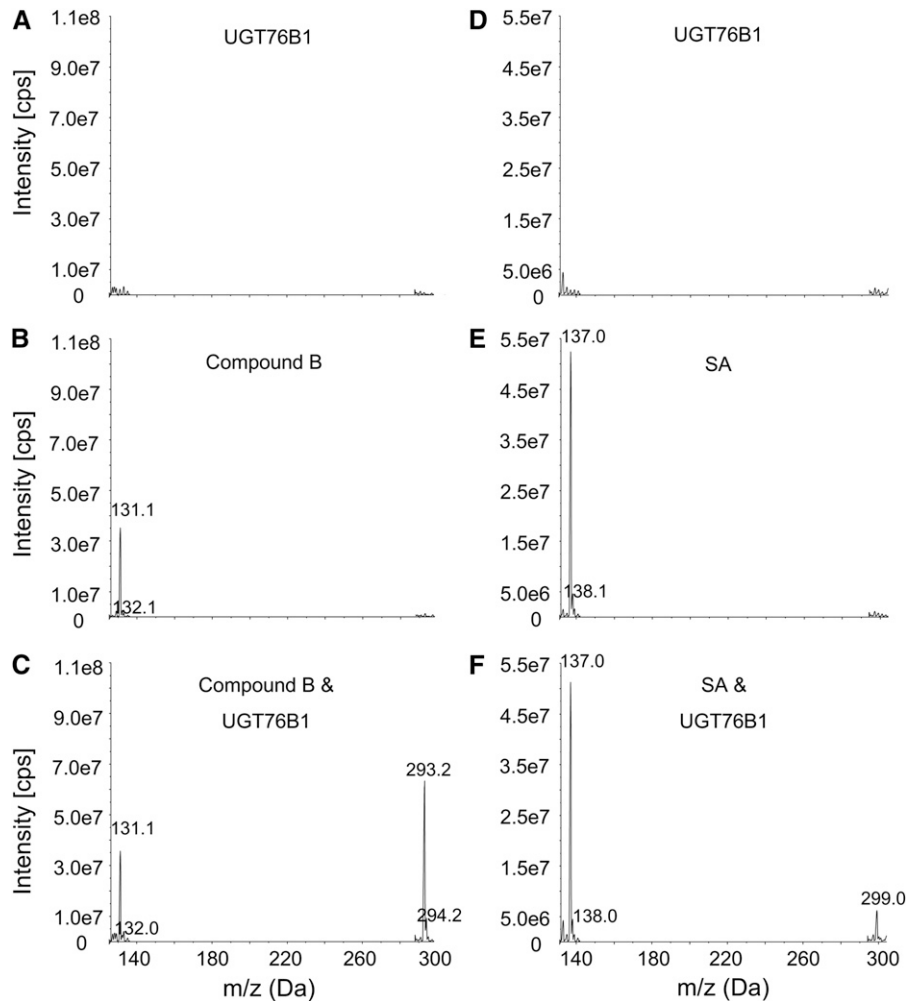 A
UGT76B1
Intensity [cps]
1.1e8
9.0e7
7.0e7
5.0e7
3.0e7
1.0e7
0
D
UGT76B1
5.5e7
4.5e7
3.5e7
5.5e7
1.5e7
5.0e6
0
B
Compound B
Intensity [cps]
1.1e8
9.0e7
7.0e7
5.0e7
3.0e7
1.0e7
0
131.1
132.1
E
SA
5.5e7
4.5e7
3.5e7
5.5e7
1.5e7
5.0e6
0
137.0
138.1
C
Compound B &
UGT76B1
Intensity [cps]
1.1e8
9.0e7
7.0e7
5.0e7
3.0e7
1.0e7
0
131.1
132.0
293.2
294.2
140
180
220
260
300
m/z (Da)
F
SA &
UGT76B1
5.5e7
4.5e7
3.5e7
5.5e7
1.5e7
5.0e6
0
137.0
138.0
299.0
140
180
220
260
300
m/z (Da)